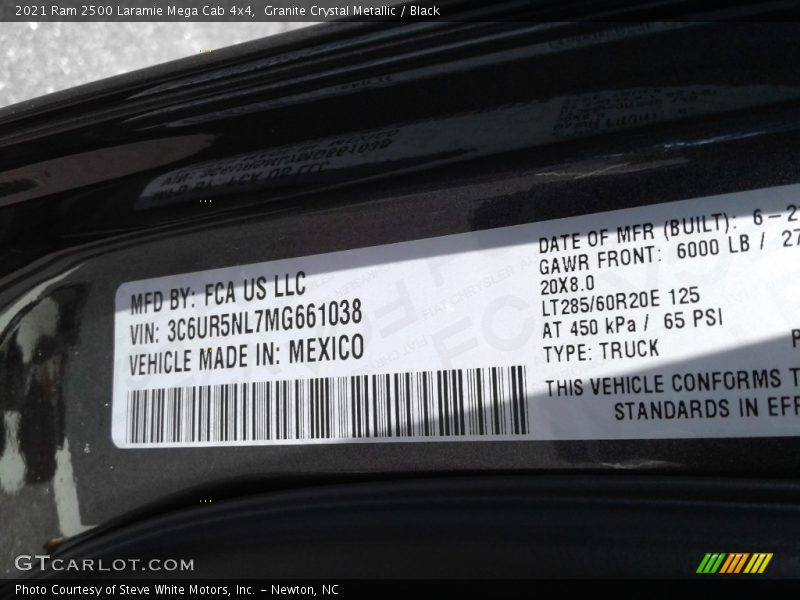 2021 Ram 2500 Laramie Mega Cab 4x4, Granite Crystal Metallic / Black
MFD BY: FCA US LLC
VIN: 3C6UR5NL7MG661038
VEHICLE MADE IN: MEXICO
DATE OF MFR (BUILT): 6-2
GAWR FRONT: 6000 LB / 27
20X8.0
LT285/60R20E 125
AT 450 kPa / 65 PSI
TYPE: TRUCK
THIS VEHICLE CONFORMS T
STANDARDS IN EFF
GTCARLOT.COM
Photo Courtesy of Steve White Motors, Inc. – Newton, NC